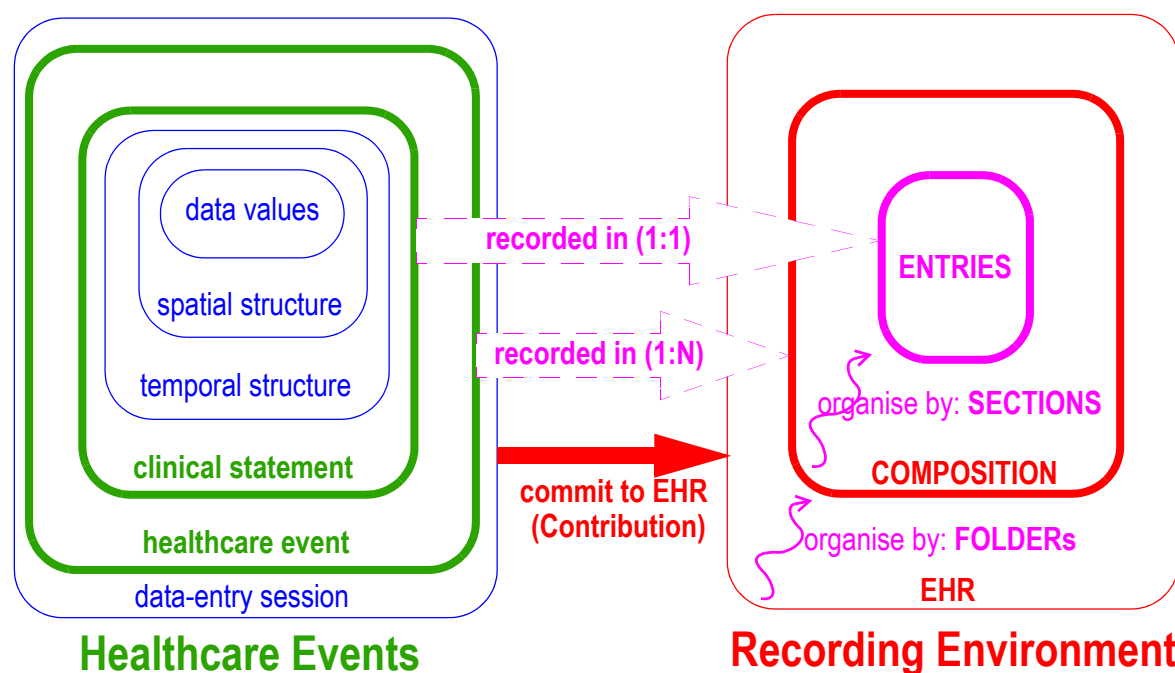 data values
spatial structure
temporal structure
clinical statement
healthcare event
data-entry session
Healthcare Events
recorded in (1:1)
recorded in (1:N)
commit to EHR
(Contribution)
ENTRIES
organise by: SECTIONS
COMPOSITION
organise by: FOLDERs
EHR
Recording Environment